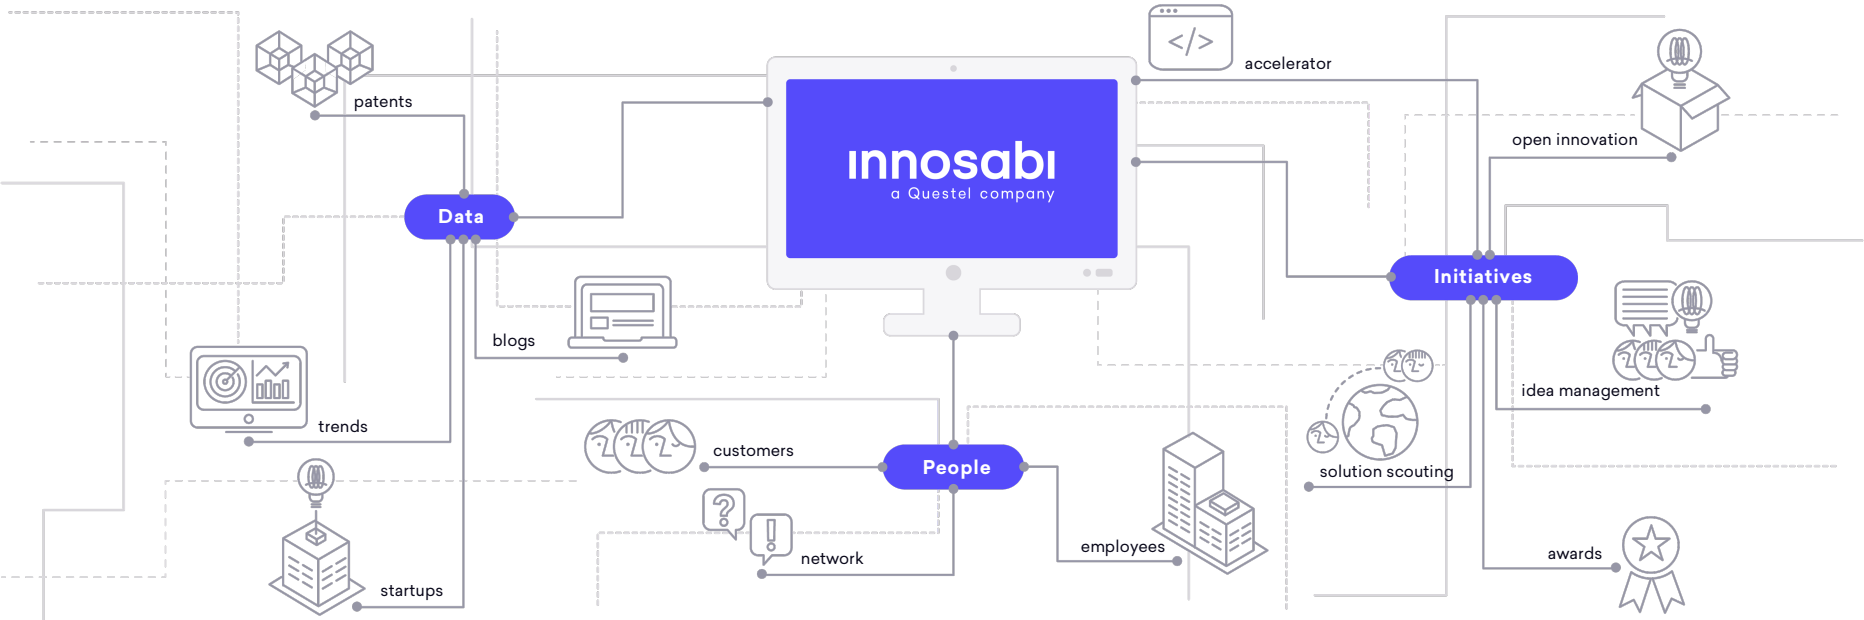 patents
Data
blogs
trends
startups
innosabi
a Questel company
customers
People
network
employees
</>
accelerator
open innovation
Initiatives
idea management
solution scouting
awards
?
!